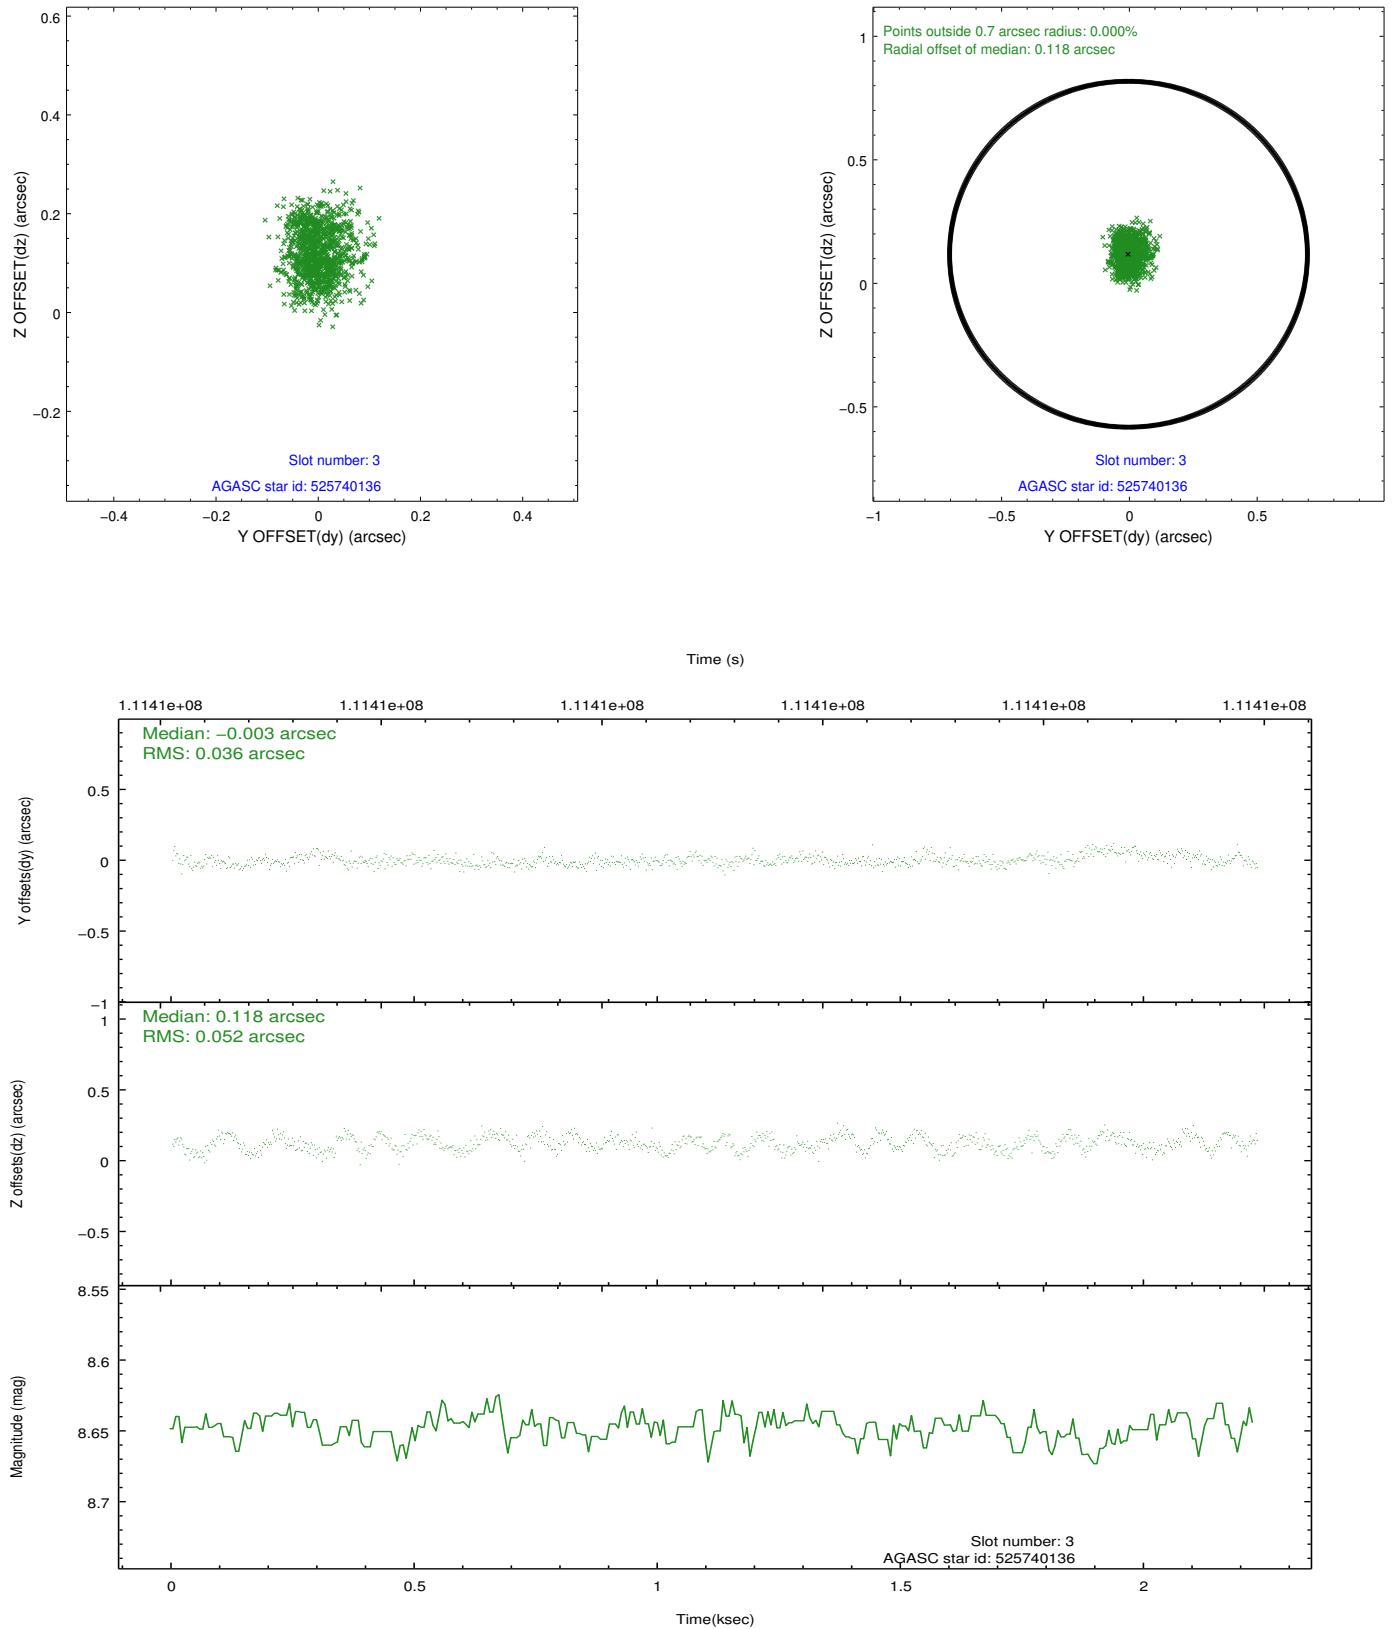 0.6
0.4
0.2
0
−0.2
Z OFFSET(dz) (arcsec)
Slot number: 3
AGASC star id: 525740136
−0.4 −0.2 0 0.2 0.4
Y OFFSET(dy) (arcsec)
Points outside 0.7 arcsec radius: 0.000%
Radial offset of median: 0.118 arcsec
1
0.5
0
−0.5
Z OFFSET(dz) (arcsec)
Slot number: 3
AGASC star id: 525740136
−1 −0.5 0 0.5
Y OFFSET(dy) (arcsec)
Time (s)
1.1141e+08 1.1141e+08 1.1141e+08 1.1141e+08 1.1141e+08 1.1141e+08
Median: −0.003 arcsec
RMS: 0.036 arcsec
0.5
0
−0.5
−1
Y offsets(dy) (arcsec)
Median: 0.118 arcsec
RMS: 0.052 arcsec
1
0.5
0
−0.5
Z offsets(dz) (arcsec)
8.55
8.6
8.65
8.7
Magnitude (mag)
Slot number: 3
AGASC star id: 525740136
0 0.5 1 1.5 2
Time(ksec)